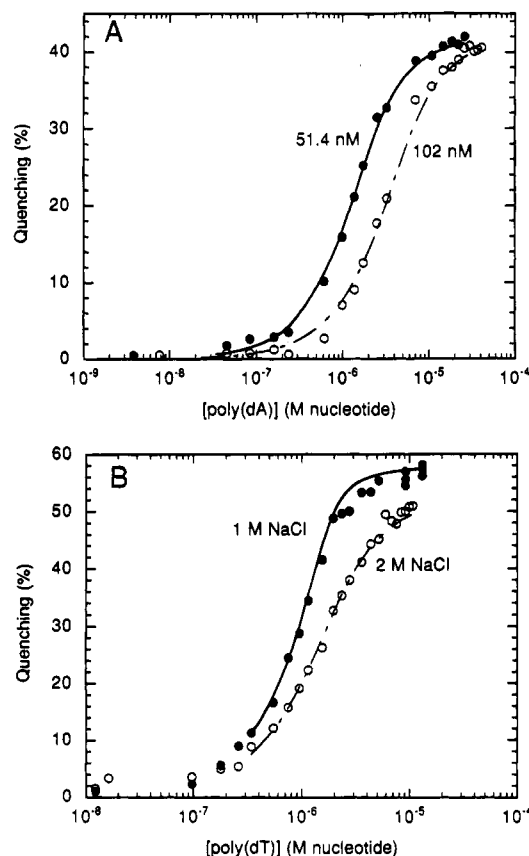 A
40
30
20
10
0
Quenching (%)
51.4 nM
102 nM
10⁻⁹ 10⁻⁸ 10⁻⁷ 10⁻⁶ 10⁻⁵ 10⁻⁴
[poly(dA)] (M nucleotide)
B
60
50
40
30
20
10
0
Quenching (%)
1 M NaCl
2 M NaCl
10⁻⁸ 10⁻⁷ 10⁻⁶ 10⁻⁵ 10⁻⁴
[poly(dT)] (M nucleotide)